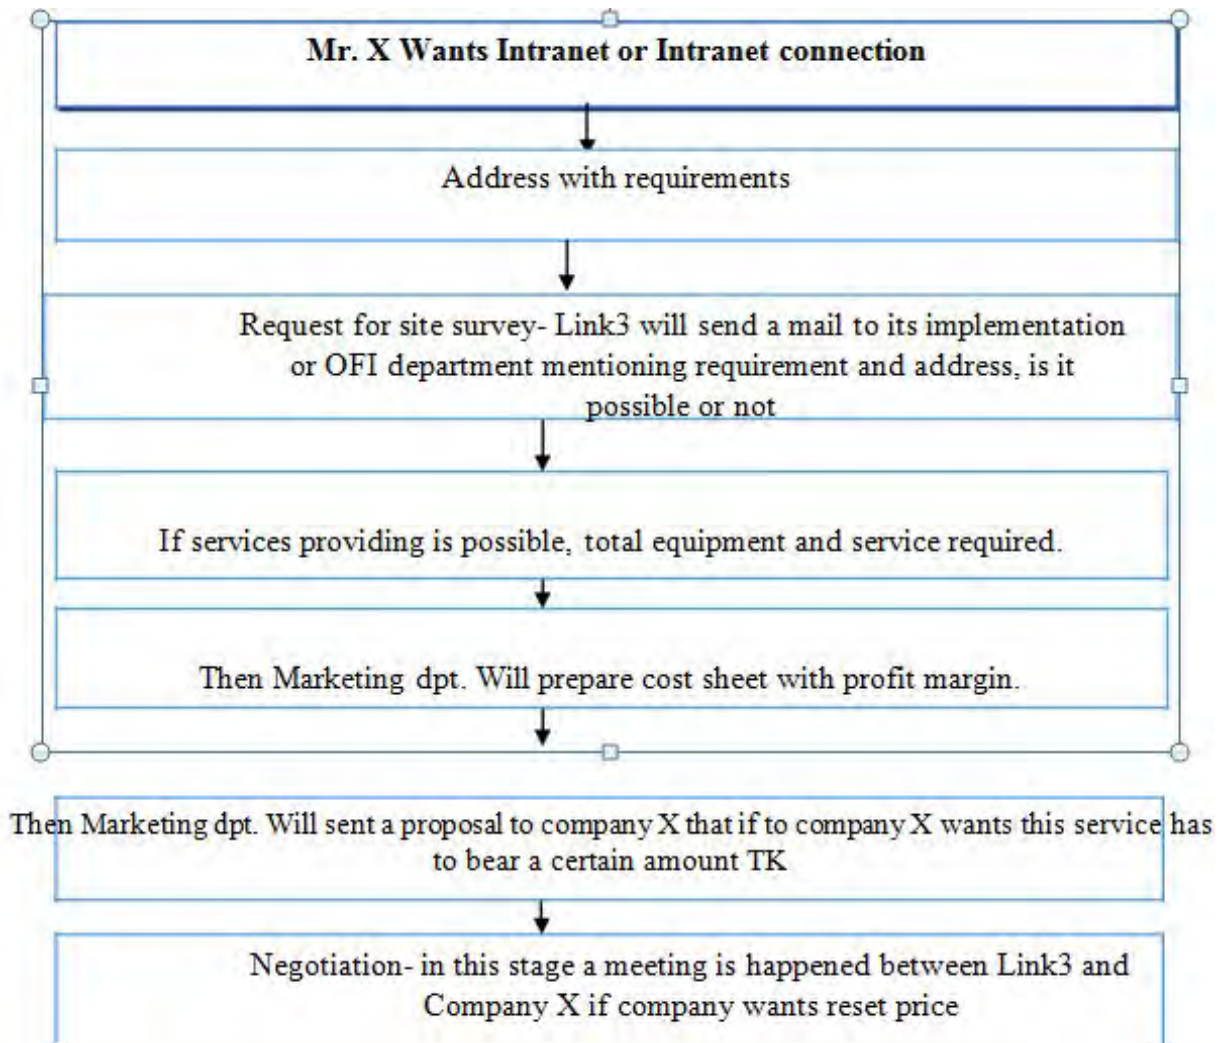 Mr. X Wants Intranet or Intranet connection
Address with requirements
Request for site survey- Link3 will send a mail to its implementation
or OFI department mentioning requirement and address, is it
possible or not
If services providing is possible, total equipment and service required.
Then Marketing dpt. Will prepare cost sheet with profit margin.
Then Marketing dpt. Will sent a proposal to company X that if to company X wants this service has
to bear a certain amount TK
Negotiation- in this stage a meeting is happened between Link3 and
Company X if company wants reset price